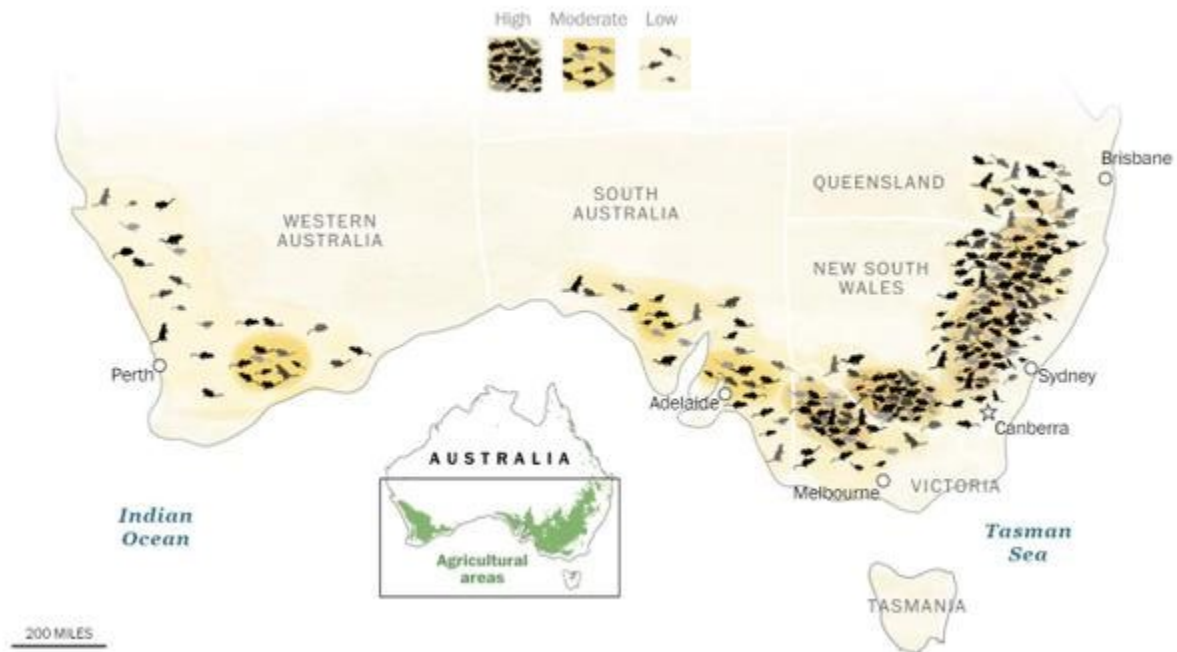 High Moderate Low
Brisbane
QUEENSLAND
SOUTH
AUSTRALIA
WESTERN
AUSTRALIA
NEW SOUTH
WALES
Perth
Sydney
Adelaide
Canberra
AUSTRALIA
Melbourne
VICTORIA
Indian
Ocean
Tasman
Sea
Agricultural
areas
TASMANIA
200 MILES